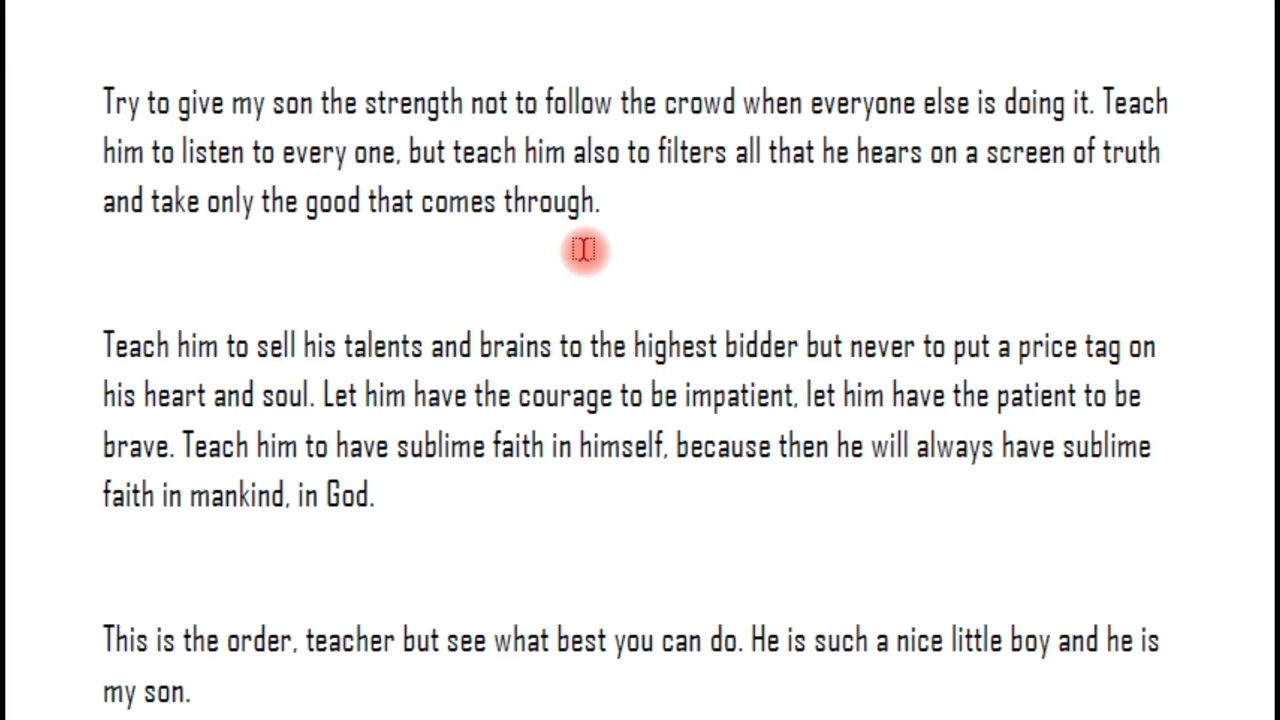 Try to give my son the strength not to follow the crowd when everyone else is doing it. Teach
him to listen to every one, but teach him also to filters all that he hears on a screen of truth
and take only the good that comes through.
Teach him to sell his talents and brains to the highest bidder but never to put a price tag on
his heart and soul. Let him have the courage to be impatient, let him have the patient to be
brave. Teach him to have sublime faith in himself, because then he will always have sublime
faith in mankind, in God.
This is the order, teacher but see what best you can do. He is such a nice little boy and he is
my son.